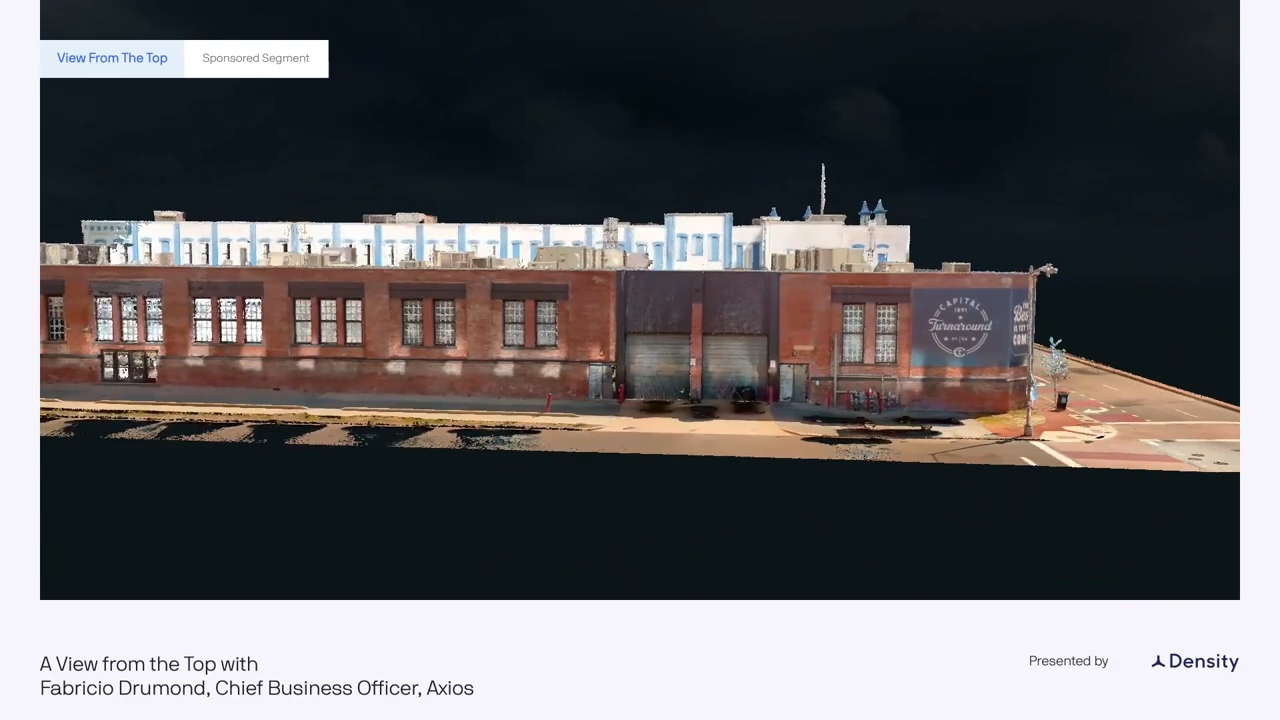 View From The Top
Sponsored Segment
CAPITAL
1891
Turnaround
A View from the Top with
Fabricio Drumond, Chief Business Officer, Axios
Presented by
Density